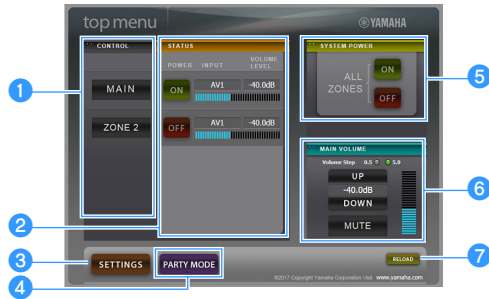 top menu
YAMAHA
CONTROL
MAIN
ZONE 2
STATUS
POWER INPUT VOLUME LEVEL
ON AV1 -40.0dB
OFF AV1 -40.0dB
SYSTEM POWER
ALL ZONES
ON
OFF
MAIN VOLUME
Volume Step 0.5 5.0
UP
-40.0dB
DOWN
MUTE
SETTINGS
PARTY MODE
RELOAD
©2017 Copyright Yamaha Corporation Visit www.yamaha.com
1
2
3
4
5
6
7